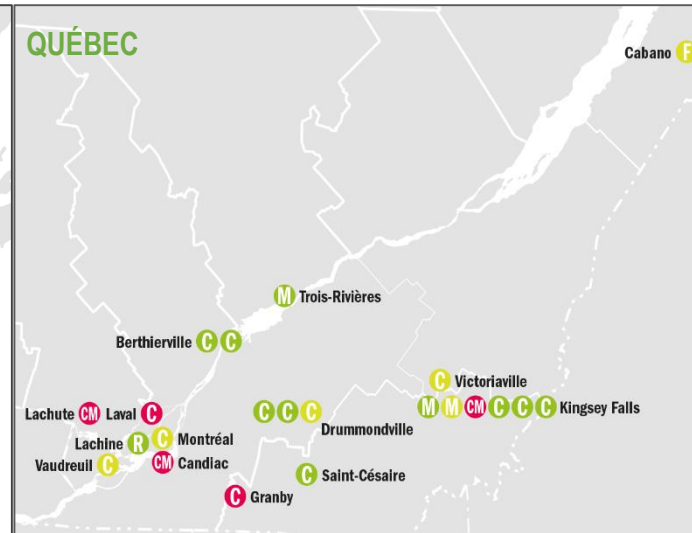 QUÉBEC
Cabano F
M Trois-Rivières
Berthierville C C
C Victoriaville
Lachute CM Laval C
C C C
Drummondville
M M CM C C C Kingsey Falls
Lachine R C Montréal
Vaudreuil C
CM Candiac
C Saint-Césaire
C Granby